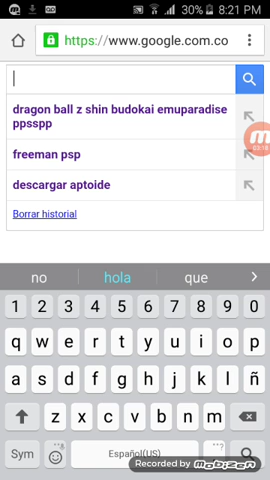 30% 8:21 PM
https://www.google.com.co
dragon ball z shin budokai emuparadise
ppsspp
freeman psp
descargar aptoide
Borrar historial
no hola que
1 2 3 4 5 6 7 8 9 0
q w e r t y u i o p
a s d f g h j k l ñ
z x c v b n m
Sym Español(US)
Recorded by mobizen